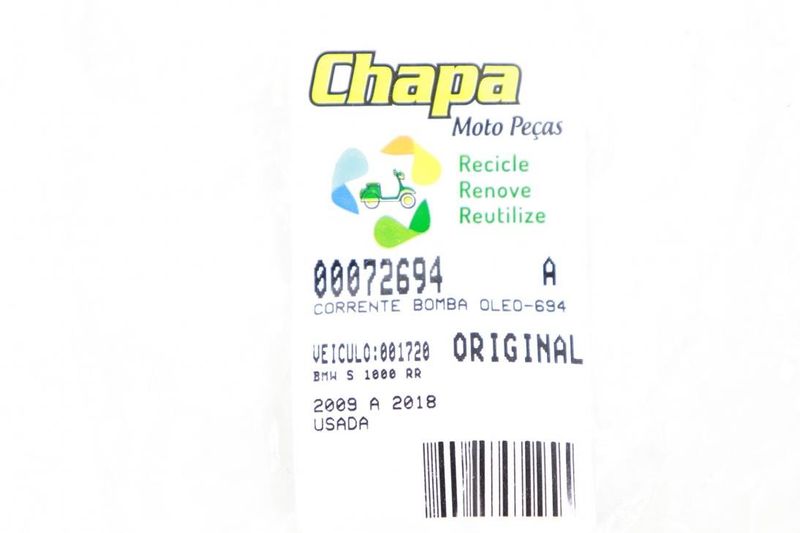 Chapa
Moto Peças
Recicle
Renove
Reutilize
00072694 A
CORRENTE BOMBA OLEO-694
VEICULO:001720 ORIGINAL
BMW S 1000 RR
2009 A 2018
USADA